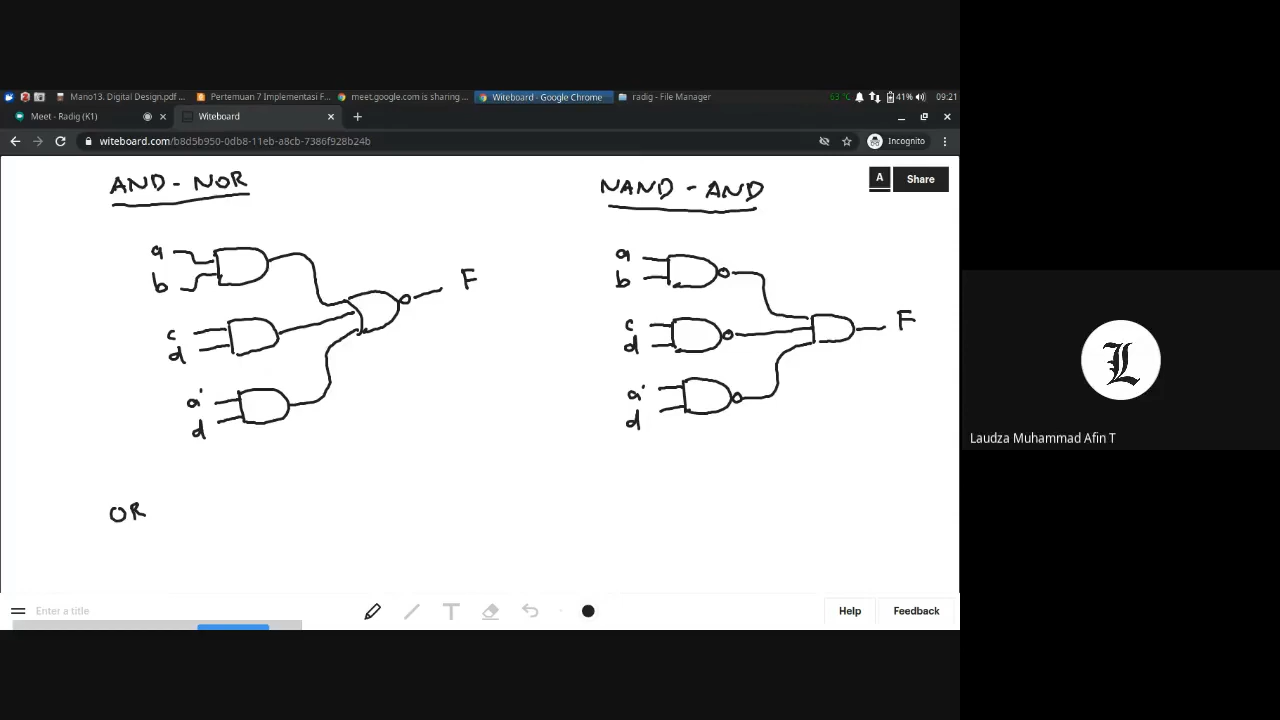 Mano13. Digital Design.pdf ...
Pertemuan 7 Implementasi F...
meet.google.com is sharing ...
Witeboard - Google Chrome
radig - File Manager
63 °C
41%
09:21
Meet - Radig (K1)
Witeboard
witeboard.com/b8d5b950-0db8-11eb-a8cb-7386f928b24b
Incognito
A
Share
AND - NOR
NAND - AND
a
b
c
d
a'
d
F
a
b
c
d
a'
d
F
OR
L
Laudza Muhammad Afin T
Enter a title
T
Help
Feedback